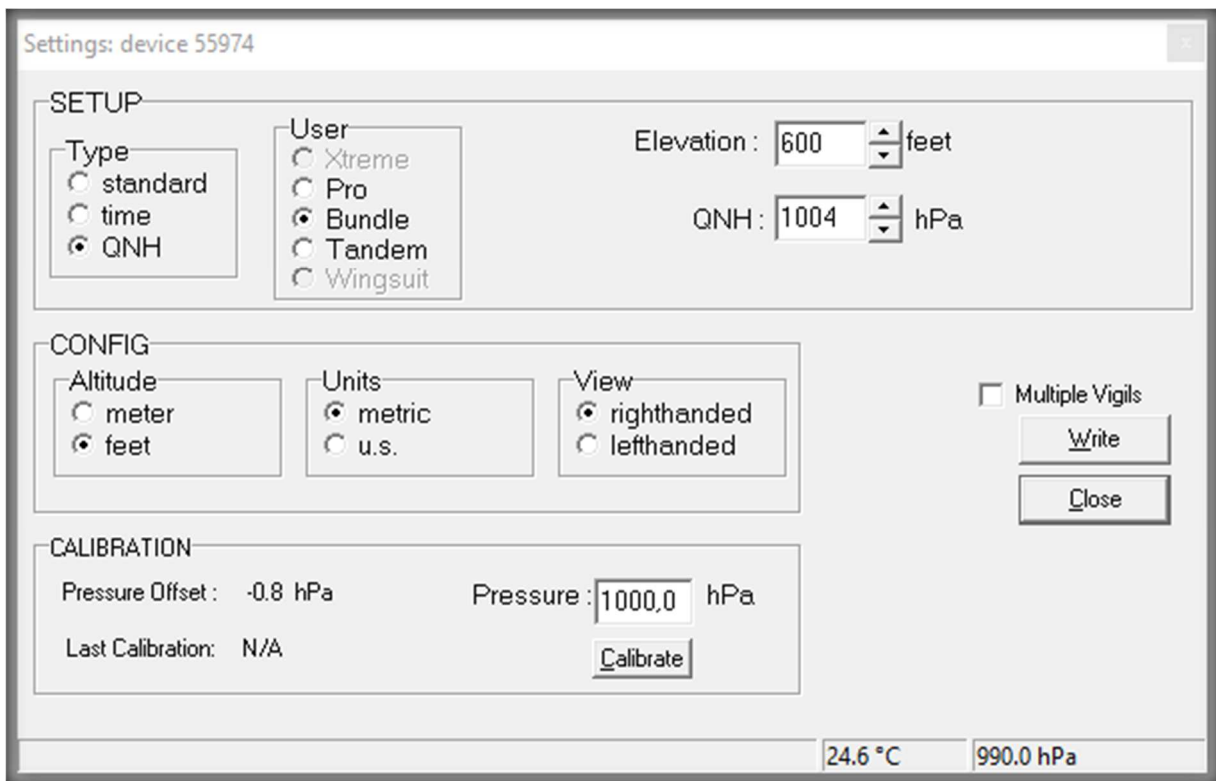 Settings: device 55974
x
SETUP
Type
standard
time
QNH
User
Xtreme
Pro
Bundle
Tandem
Wingsuit
Elevation : 600 feet
QNH : 1004 hPa
CONFIG
Altitude
meter
feet
Units
metric
u.s.
View
righthanded
lefthanded
Multiple Vigils
Write
Close
CALIBRATION
Pressure Offset : -0.8 hPa
Pressure : 1000,0 hPa
Last Calibration: N/A
Calibrate
24.6 °C
990.0 hPa